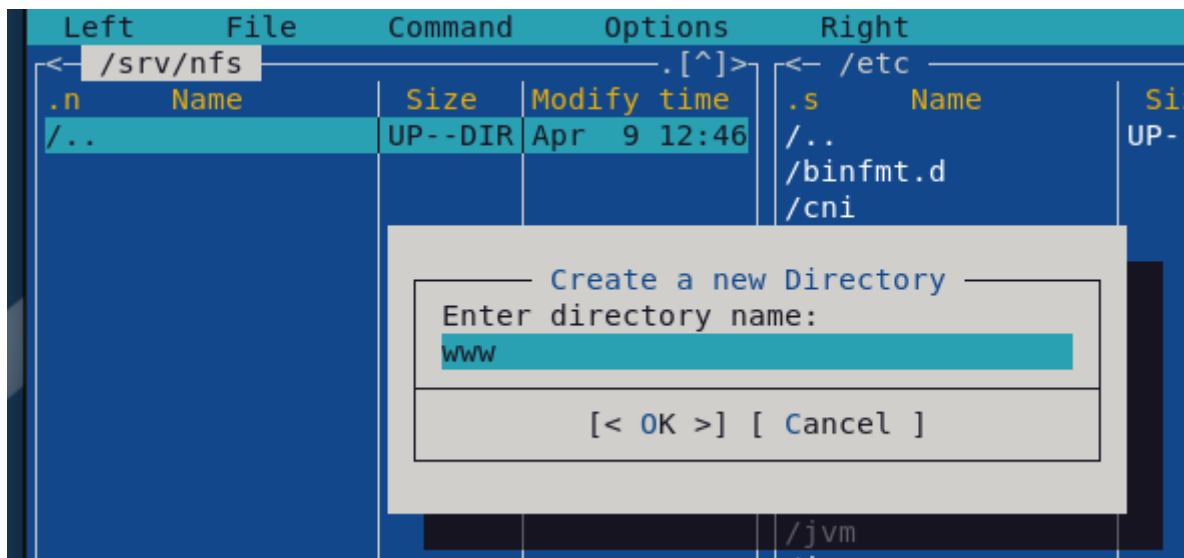 Left File Command Options Right
<- /srv/nfs .[^]> <- /etc
.n Name Size Modify time .s Name Si
/.. UP--DIR Apr 9 12:46 /.. UP-
/binfmt.d
/cni
Create a new Directory
Enter directory name:
www
[< OK >] [ Cancel ]
/jvm